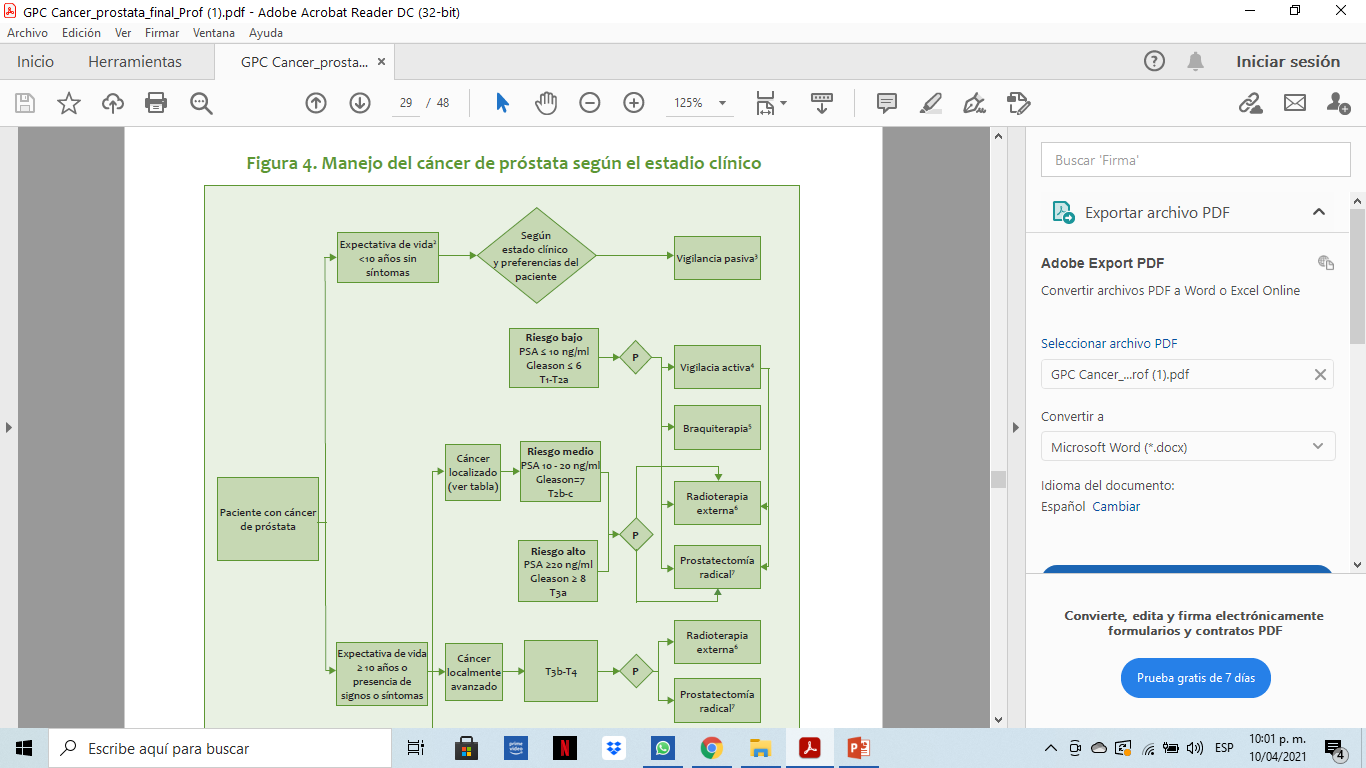 GPC Cancer_prostata_final_Prof (1).pdf - Adobe Acrobat Reader DC (32-bit)
Archivo Edición Ver Firmar Ventana Ayuda
Inicio Herramientas GPC Cancer_prosta... × Iniciar sesión
29 / 48 125%
Figura 4. Manejo del cáncer de próstata según el estadio clínico
Expectativa de vida²
<10 años sin
síntomas
Según
estado clínico
y preferencias del
paciente
Vigilancia pasiva³
Riesgo bajo
PSA ≤ 10 ng/ml
Gleason ≤ 6
T1-T2a
P
Vigilacia activa⁴
Braquiterapia⁵
Cáncer
localizado
(ver tabla)
Riesgo medio
PSA 10 - 20 ng/ml
Gleason=7
T2b-c
Radioterapia
externa⁶
Paciente con cáncer
de próstata
P
Riesgo alto
PSA ≥20 ng/ml
Gleason ≥ 8
T3a
Prostatectomía
radical⁷
Expectativa de vida
≥ 10 años o
presencia de
signos o síntomas
Cáncer
localmente
avanzado
T3b-T4
P
Radioterapia
externa⁶
Prostatectomía
radical⁷
Buscar 'Firma'
Exportar archivo PDF
Adobe Export PDF
Convertir archivos PDF a Word o Excel Online
Seleccionar archivo PDF
GPC Cancer_...rof (1).pdf
Convertir a
Microsoft Word (*.docx)
Idioma del documento:
Español Cambiar
Convierte, edita y firma electrónicamente
formularios y contratos PDF
Prueba gratis de 7 días
Escribe aquí para buscar
prime video
ESP
10:01 p. m.
10/04/2021
4